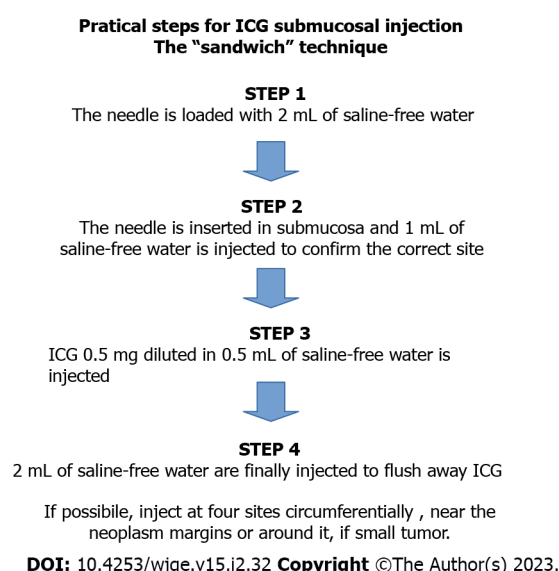 Pratical steps for ICG submucosal injection
The “sandwich” technique
STEP 1
The needle is loaded with 2 mL of saline-free water
STEP 2
The needle is inserted in submucosa and 1 mL of
saline-free water is injected to confirm the correct site
STEP 3
ICG 0.5 mg diluted in 0.5 mL of saline-free water is
injected
STEP 4
2 mL of saline-free water are finally injected to flush away ICG
If possibile, inject at four sites circumferentially , near the
neoplasm margins or around it, if small tumor.
DOI: 10.4253/wjge.v15.i2.32 Copyright ©The Author(s) 2023.